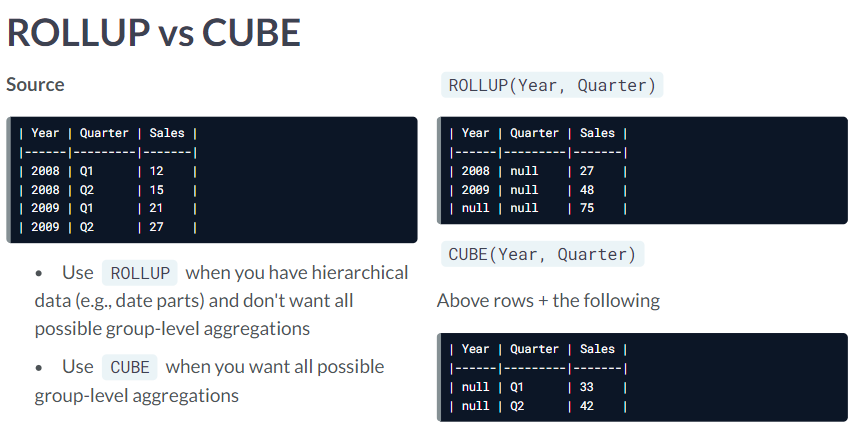 ROLLUP vs CUBE
Source
| Year | Quarter | Sales |
|------|---------|-------|
| 2008 | Q1      | 12    |
| 2008 | Q2      | 15    |
| 2009 | Q1      | 21    |
| 2009 | Q2      | 27    |
• Use ROLLUP when you have hierarchical
data (e.g., date parts) and don't want all
possible group-level aggregations
• Use CUBE when you want all possible
group-level aggregations
ROLLUP(Year, Quarter)
| Year | Quarter | Sales |
|------|---------|-------|
| 2008 | null    | 27    |
| 2009 | null    | 48    |
| null | null    | 75    |
CUBE(Year, Quarter)
Above rows + the following
| Year | Quarter | Sales |
|------|---------|-------|
| null | Q1      | 33    |
| null | Q2      | 42    |